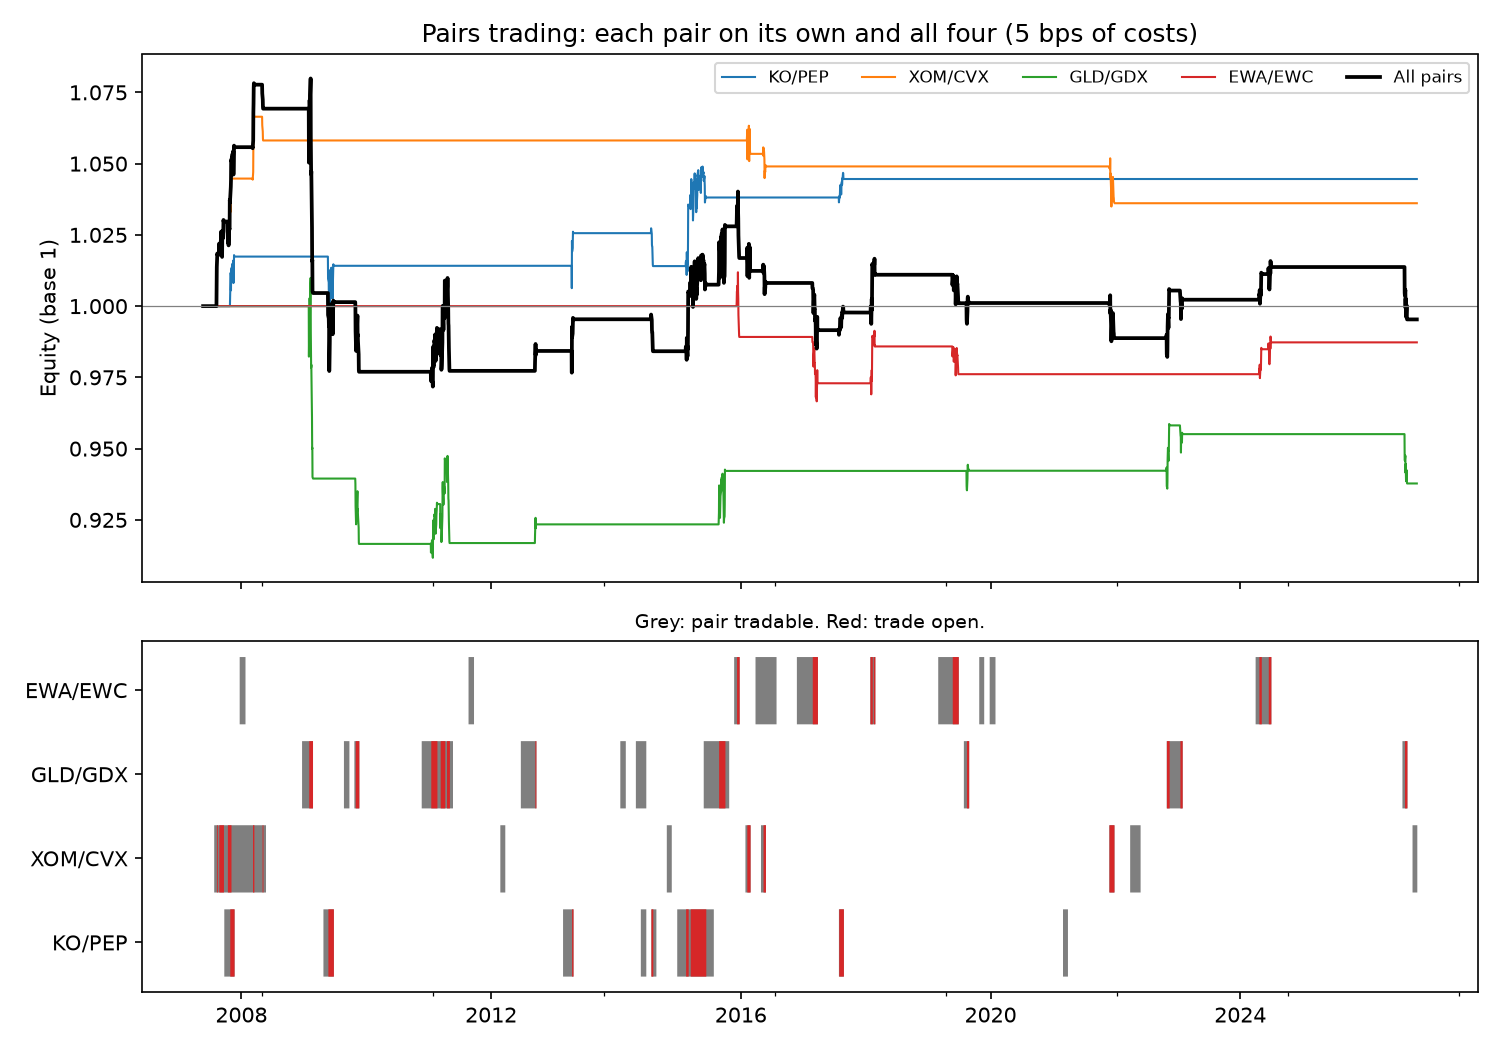 Pairs trading: each pair on its own and all four (5 bps of costs)
KO/PEP XOM/CVX GLD/GDX EWA/EWC All pairs
Equity (base 1)
1.075
1.050
1.025
1.000
0.975
0.950
0.925
Grey: pair tradable. Red: trade open.
EWA/EWC
GLD/GDX
XOM/CVX
KO/PEP
2008 2012 2016 2020 2024